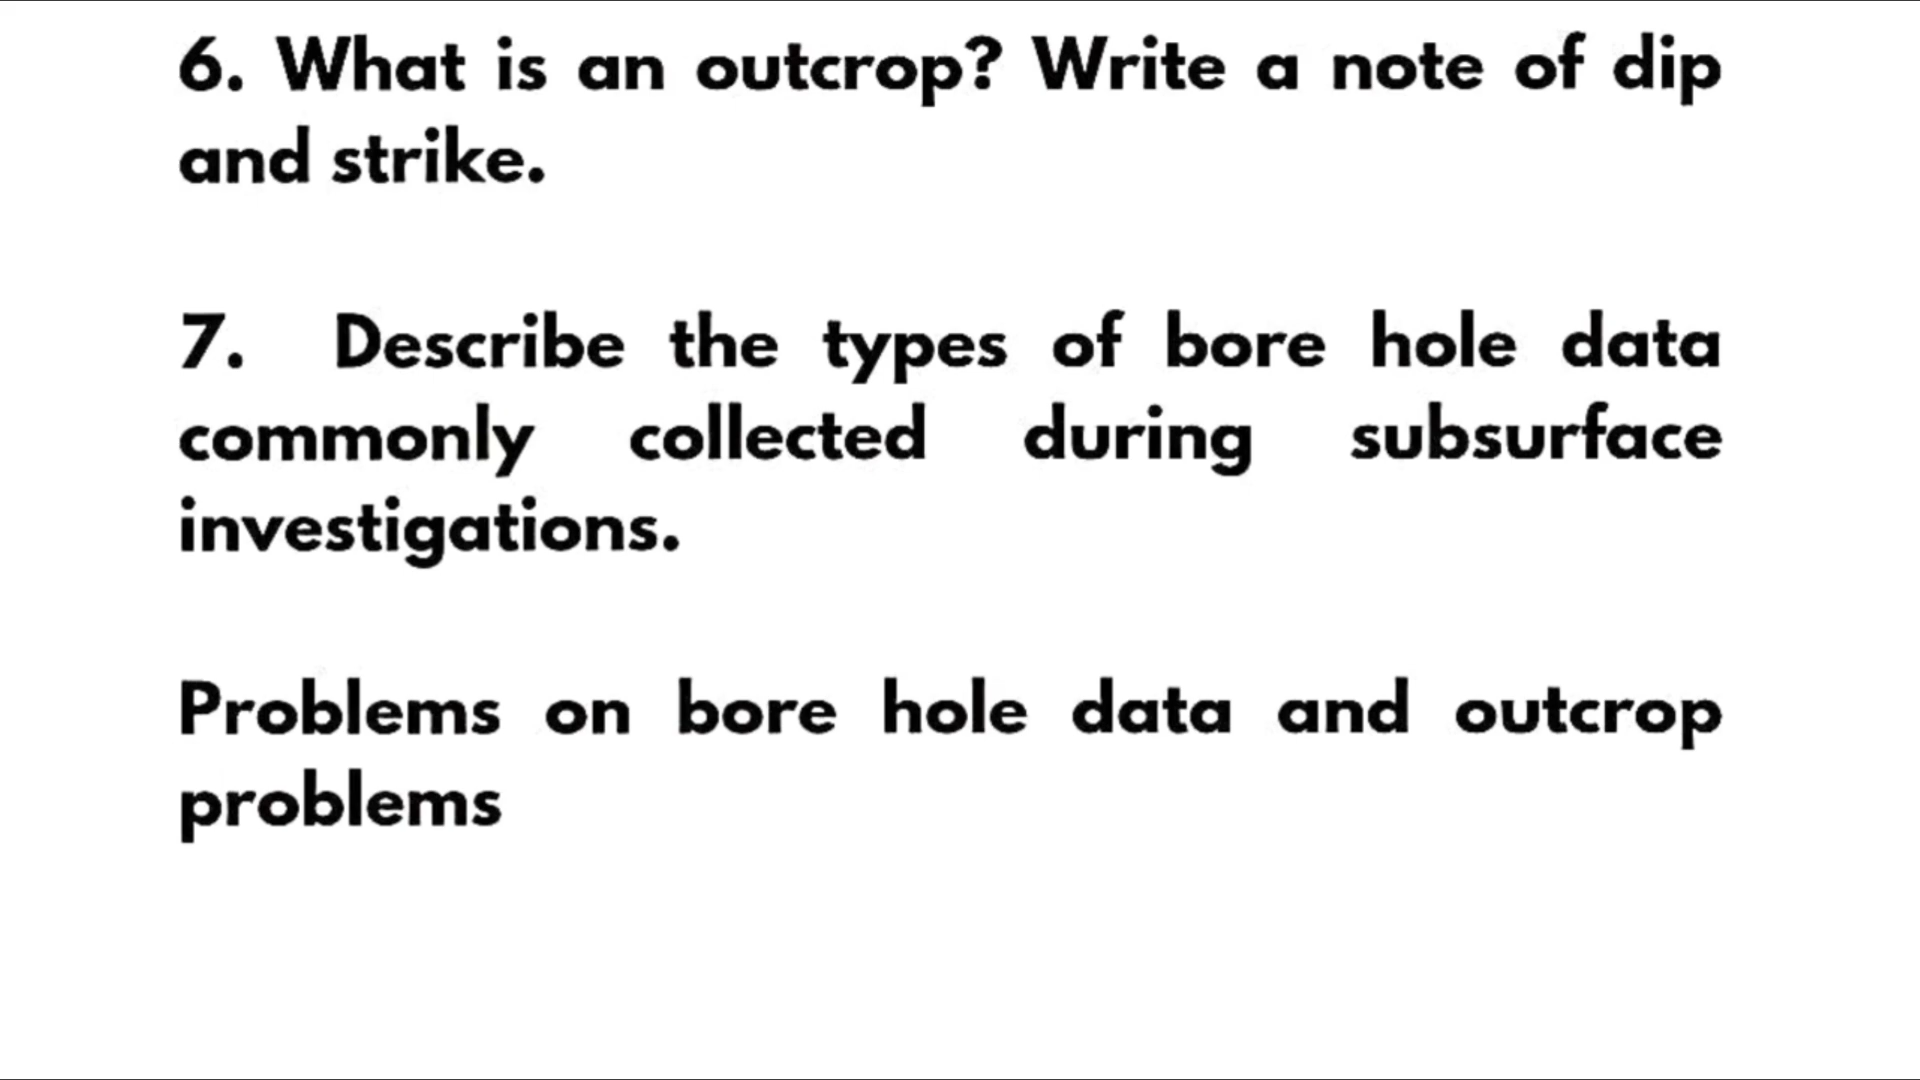 6. What is an outcrop? Write a note of dip
and strike.
7. Describe the types of bore hole data
commonly collected during subsurface
investigations.
Problems on bore hole data and outcrop
problems